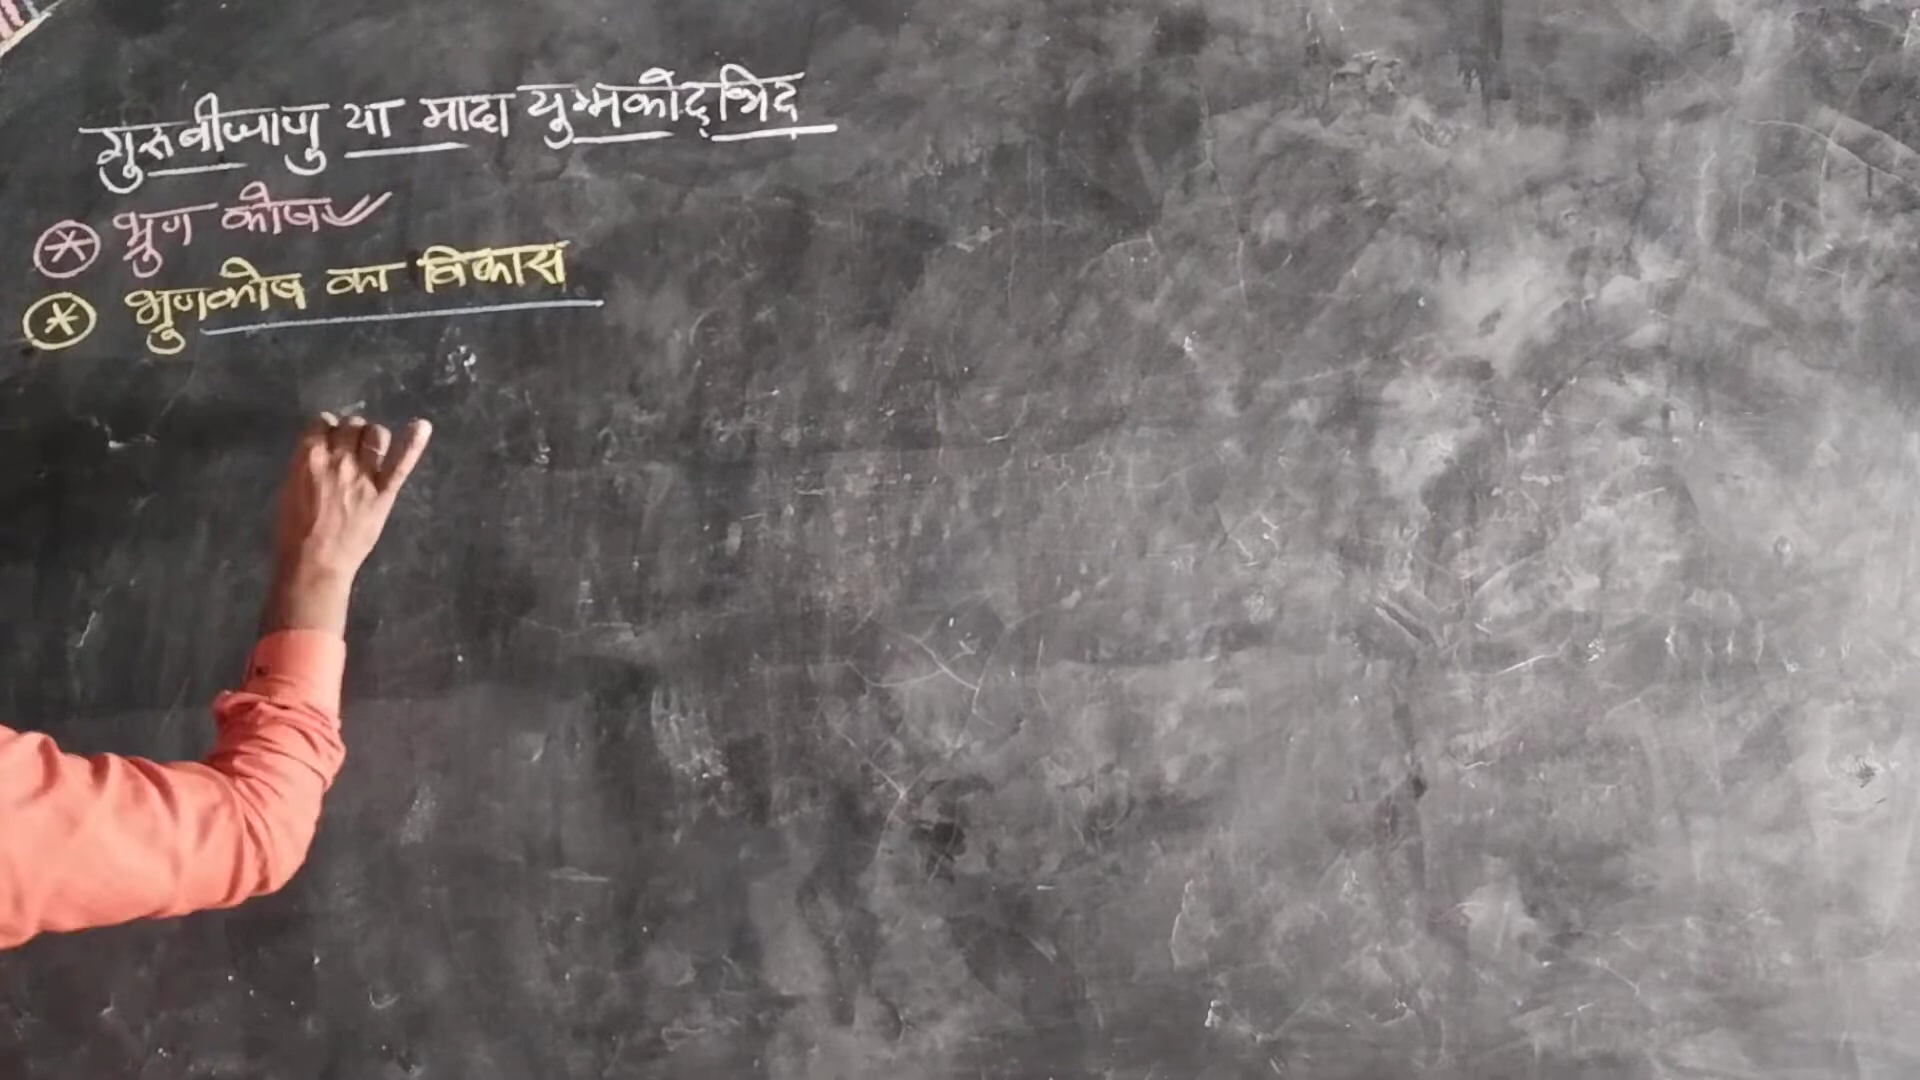 गुरुबीजाणु या मादा युग्मकोद्भिद
भ्रुण कोष
भ्रुणकोष का विकास